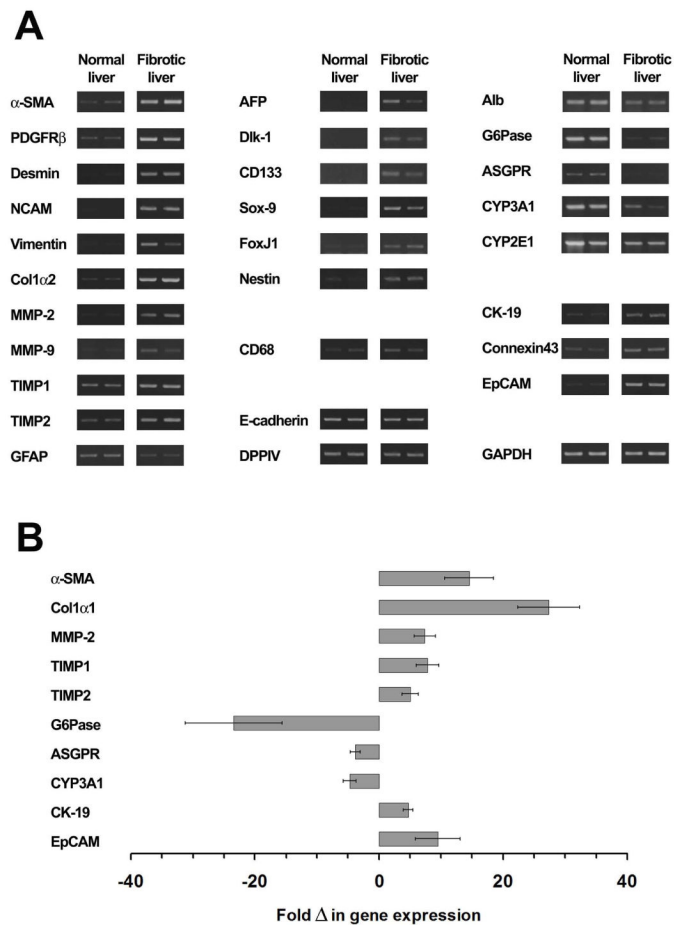 A
Normal liver Fibrotic liver
α-SMA
PDGFRβ
Desmin
NCAM
Vimentin
Col1α2
MMP-2
MMP-9
TIMP1
TIMP2
GFAP
Normal liver Fibrotic liver
AFP
Dlk-1
CD133
Sox-9
FoxJ1
Nestin
CD68
E-cadherin
DPPIV
Normal liver Fibrotic liver
Alb
G6Pase
ASGPR
CYP3A1
CYP2E1
CK-19
Connexin43
EpCAM
GAPDH
B
α-SMA
Col1α1
MMP-2
TIMP1
TIMP2
G6Pase
ASGPR
CYP3A1
CK-19
EpCAM
-40 -20 0 20 40
Fold Δ in gene expression